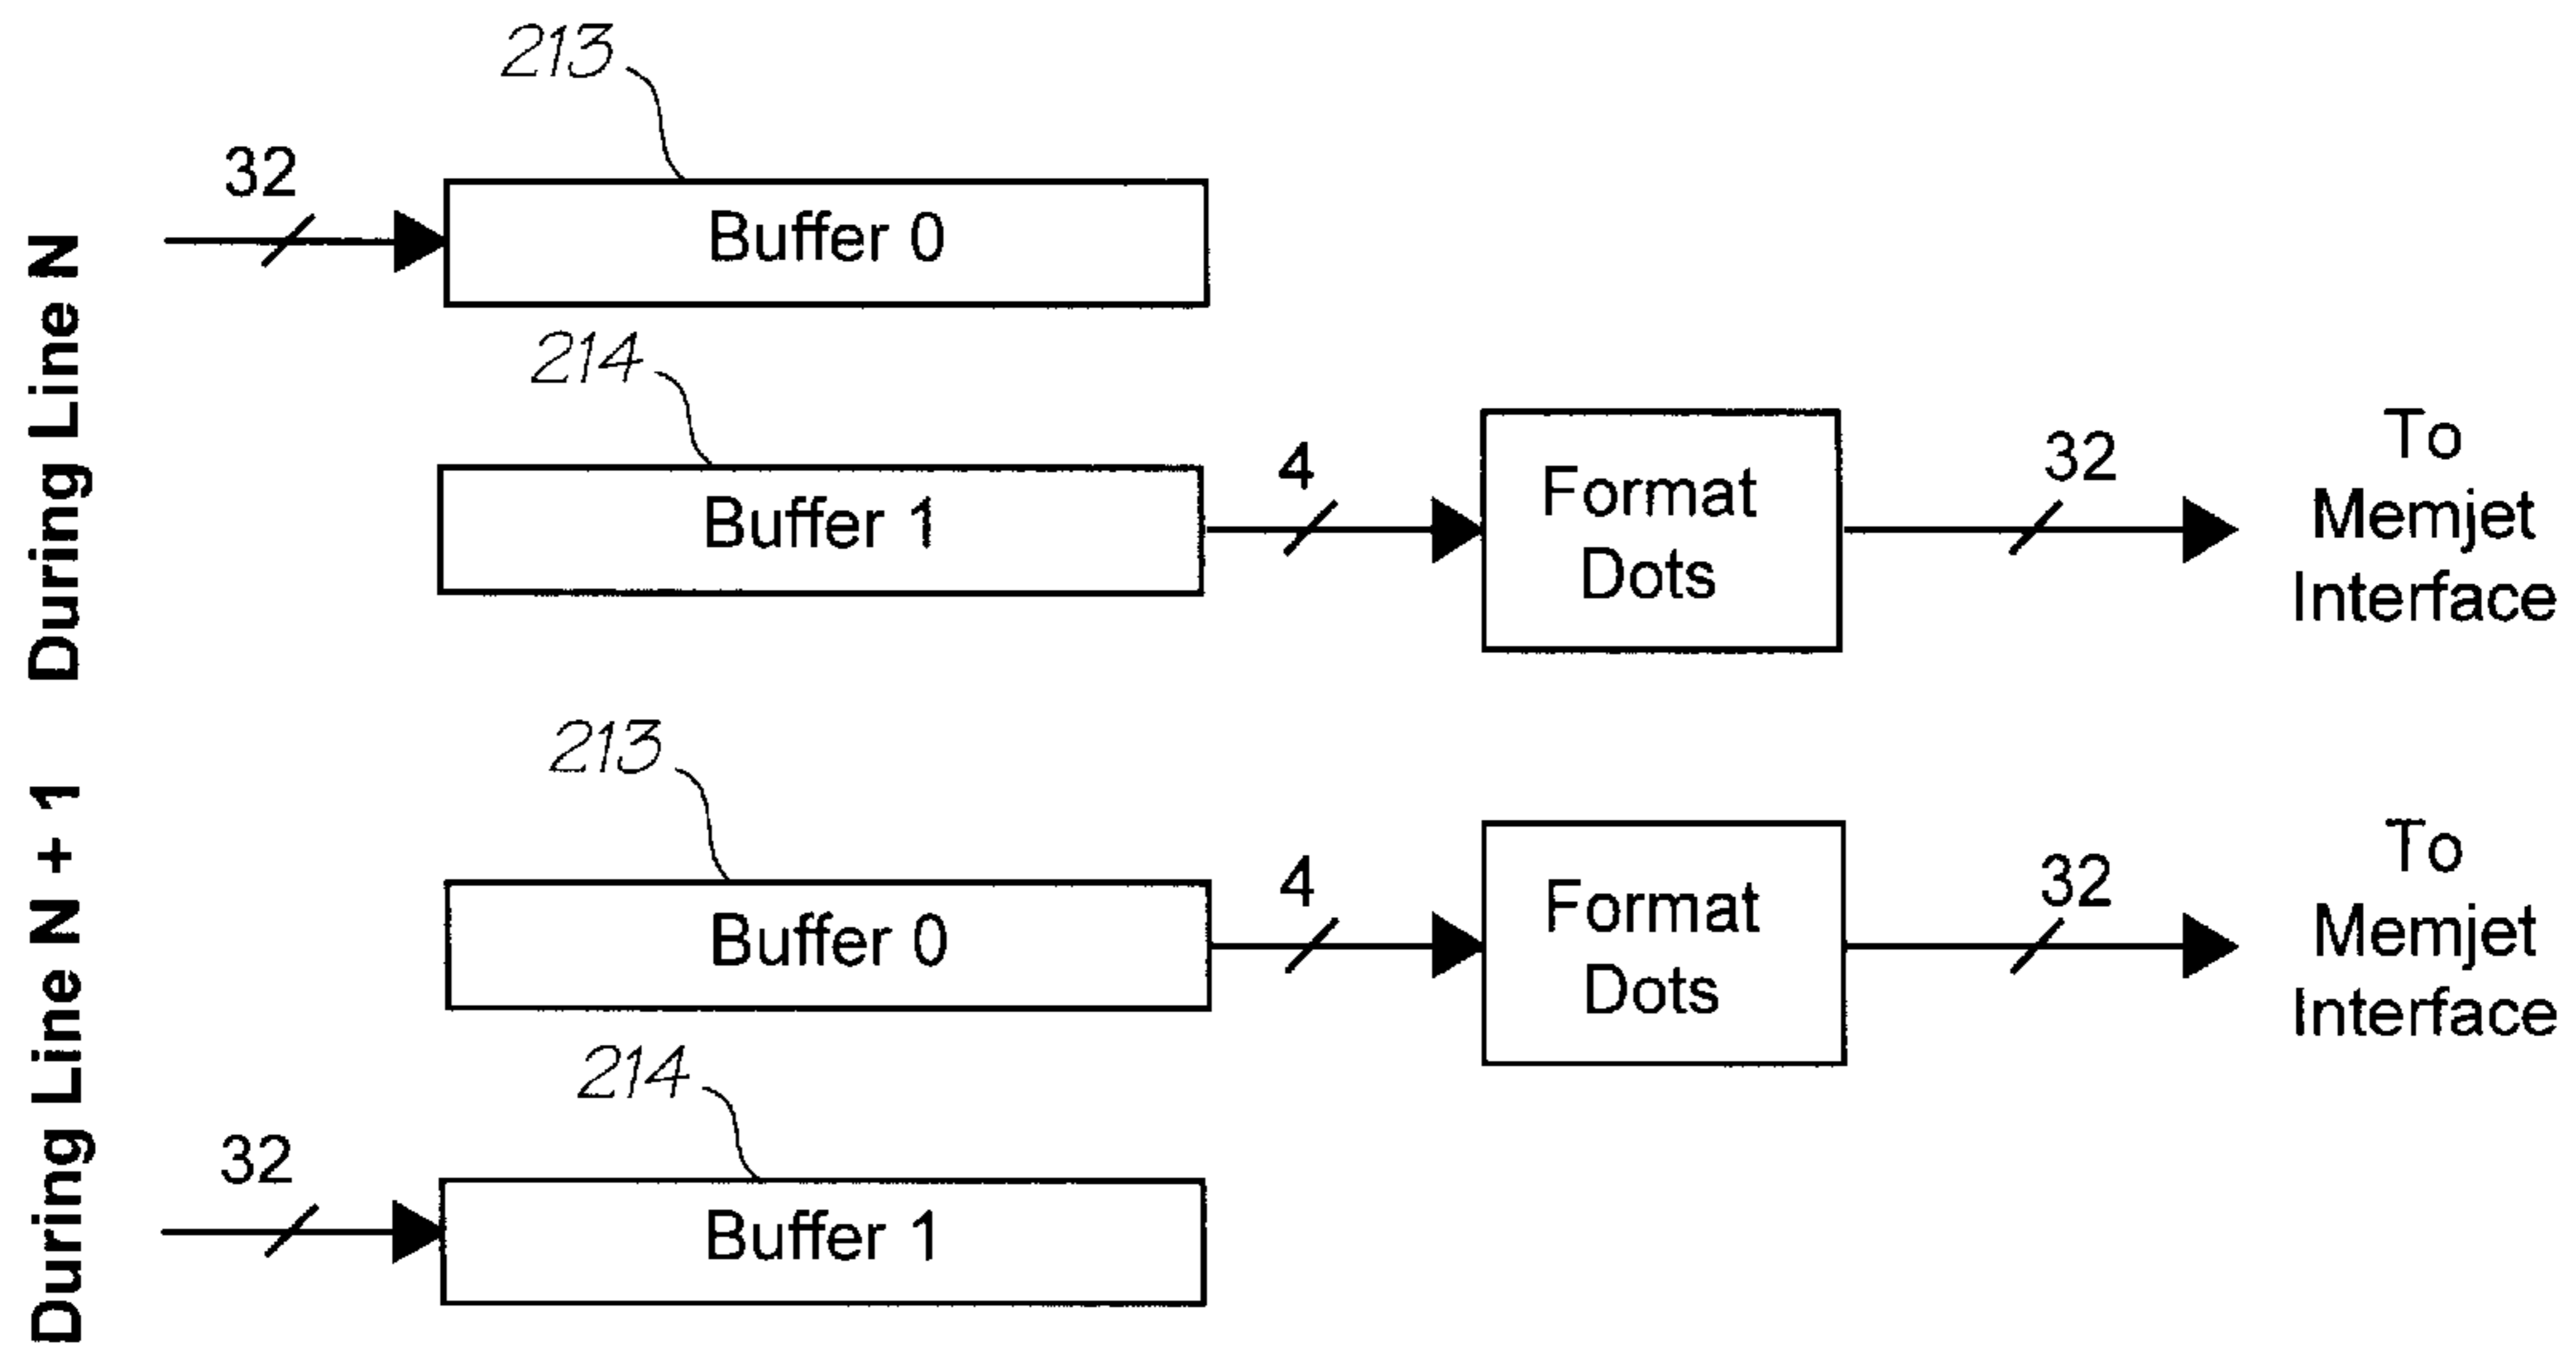 During Line N
213
32
Buffer 0
214
Buffer 1
4
Format
Dots
32
To
Memjet
Interface
During Line N + 1
213
Buffer 0
4
Format
Dots
32
To
Memjet
Interface
214
32
Buffer 1